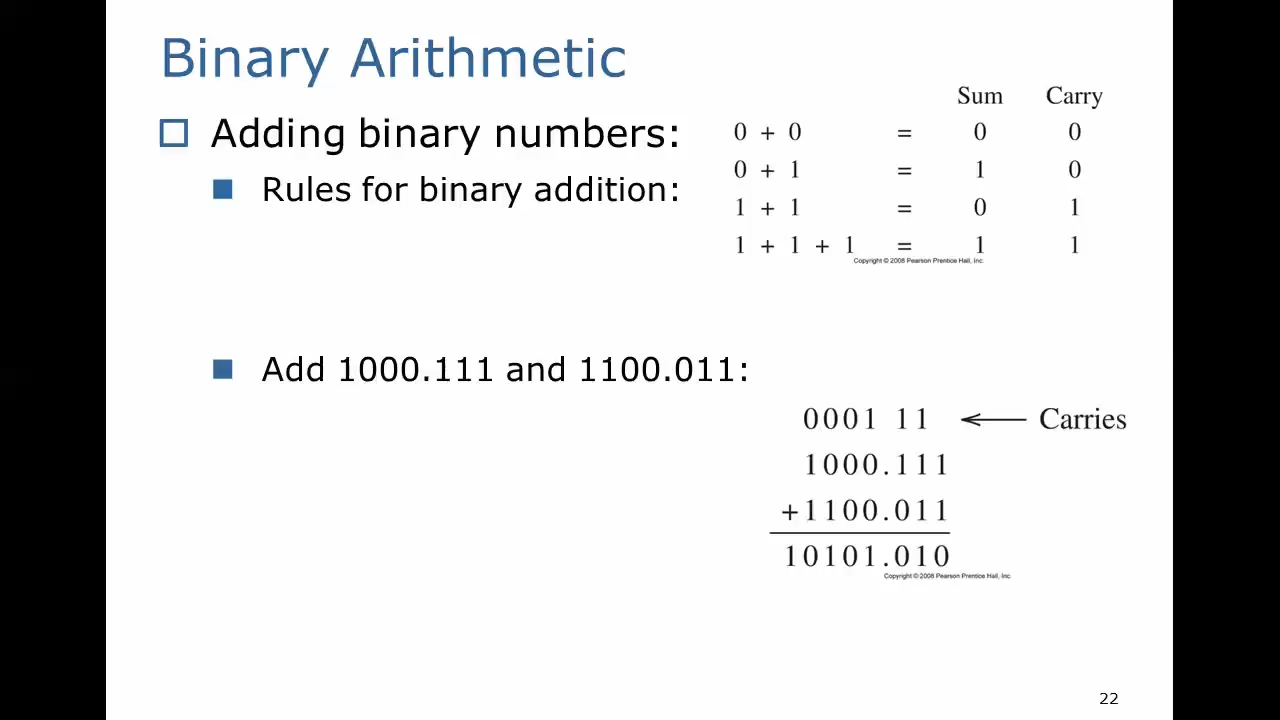 Binary Arithmetic
Adding binary numbers:
Rules for binary addition:
Sum Carry
0 + 0 = 0 0
0 + 1 = 1 0
1 + 1 = 0 1
1 + 1 + 1 = 1 1
Copyright © 2008 Pearson Prentice Hall, Inc.
Add 1000.111 and 1100.011:
0001 11 ← Carries
1000.111
+1100.011
10101.010
Copyright © 2008 Pearson Prentice Hall, Inc.
22